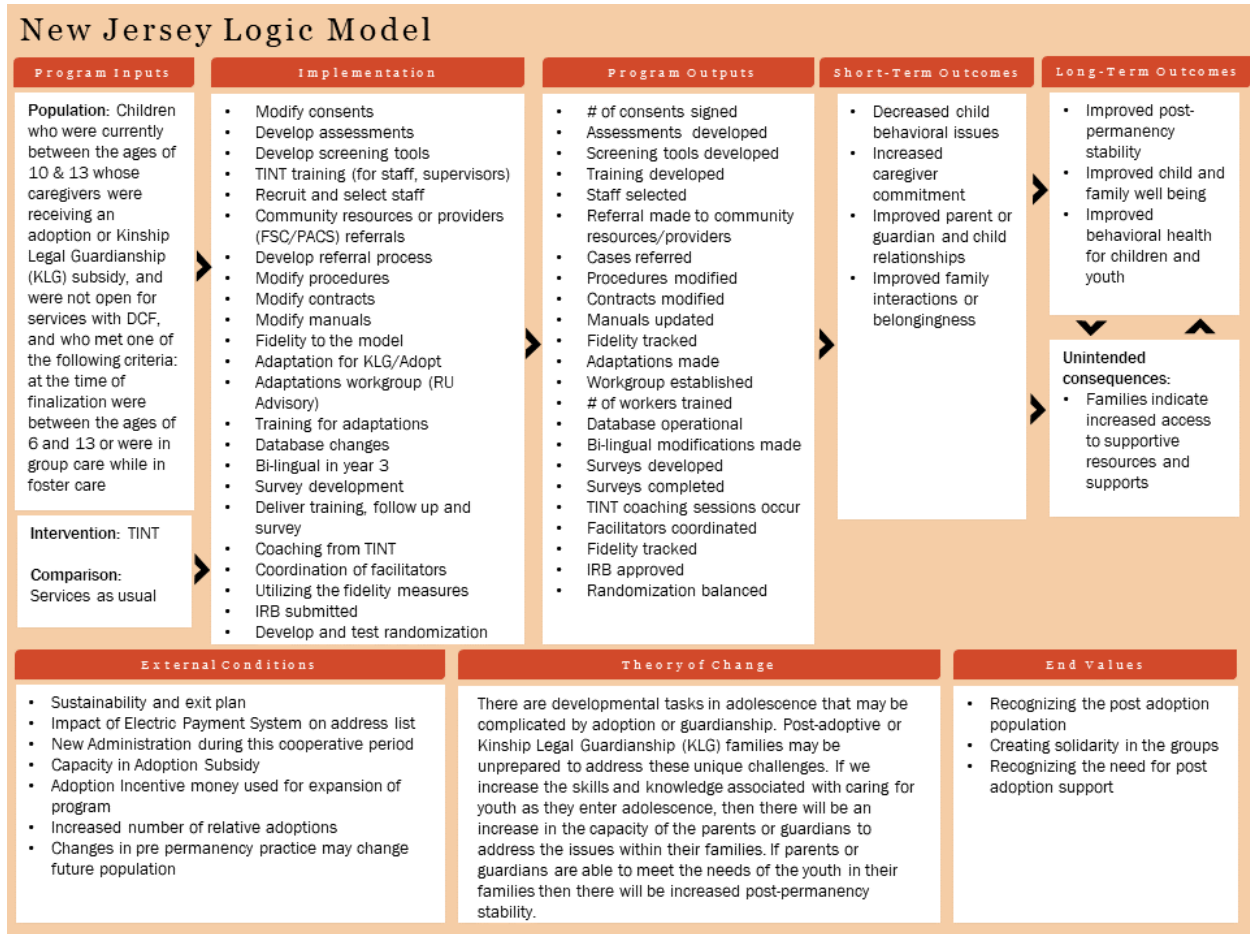 New Jersey Logic Model
Program Inputs
Population: Children
who were currently
between the ages of
10 & 13 whose
caregivers were
receiving an
adoption or Kinship
Legal Guardianship
(KLG) subsidy, and
were not open for
services with DCF,
and who met one of
the following criteria:
at the time of
finalization were
between the ages of
6 and 13 or were in
group care while in
foster care
Intervention: TINT
Comparison:
Services as usual
Implementation
• Modify consents
• Develop assessments
• Develop screening tools
• TINT training (for staff, supervisors)
• Recruit and select staff
• Community resources or providers
(FSC/PACS) referrals
• Develop referral process
• Modify procedures
• Modify contracts
• Modify manuals
• Fidelity to the model
• Adaptation for KLG/Adopt
• Adaptations workgroup (RU
Advisory)
• Training for adaptations
• Database changes
• Bi-lingual in year 3
• Survey development
• Deliver training, follow up and
survey
• Coaching from TINT
• Coordination of facilitators
• Utilizing the fidelity measures
• IRB submitted
• Develop and test randomization
Program Outputs
• # of consents signed
• Assessments developed
• Screening tools developed
• Training developed
• Staff selected
• Referral made to community
resources/providers
• Cases referred
• Procedures modified
• Contracts modified
• Manuals updated
• Fidelity tracked
• Adaptations made
• Workgroup established
• # of workers trained
• Database operational
• Bi-lingual modifications made
• Surveys developed
• Surveys completed
• TINT coaching sessions occur
• Facilitators coordinated
• Fidelity tracked
• IRB approved
• Randomization balanced
Short-Term Outcomes
• Decreased child
behavioral issues
• Increased
caregiver
commitment
• Improved parent or
guardian and child
relationships
• Improved family
interactions or
belongingness
Long-Term Outcomes
• Improved post-
permanency
stability
• Improved child and
family well being
• Improved
behavioral health
for children and
youth
Unintended
consequences:
• Families indicate
increased access
to supportive
resources and
supports
External Conditions
• Sustainability and exit plan
• Impact of Electric Payment System on address list
• New Administration during this cooperative period
• Capacity in Adoption Subsidy
• Adoption Incentive money used for expansion of
program
• Increased number of relative adoptions
• Changes in pre permanency practice may change
future population
Theory of Change
There are developmental tasks in adolescence that may be
complicated by adoption or guardianship. Post-adoptive or
Kinship Legal Guardianship (KLG) families may be
unprepared to address these unique challenges. If we
increase the skills and knowledge associated with caring for
youth as they enter adolescence, then there will be an
increase in the capacity of the parents or guardians to
address the issues within their families. If parents or
guardians are able to meet the needs of the youth in their
families then there will be increased post-permanency
stability.
End Values
• Recognizing the post adoption
population
• Creating solidarity in the groups
• Recognizing the need for post
adoption support